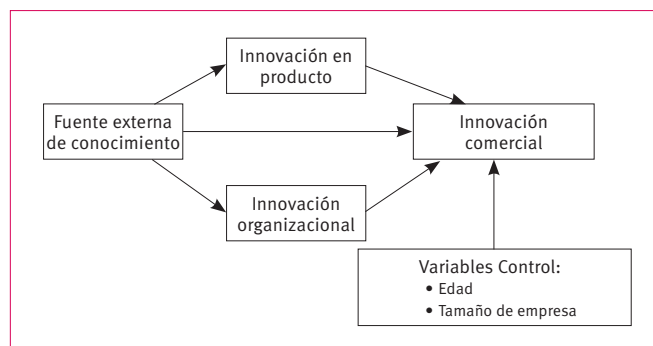 Innovación en
producto
Fuente externa
de conocimiento
Innovación
comercial
Innovación
organizacional
Variables Control:
• Edad
• Tamaño de empresa